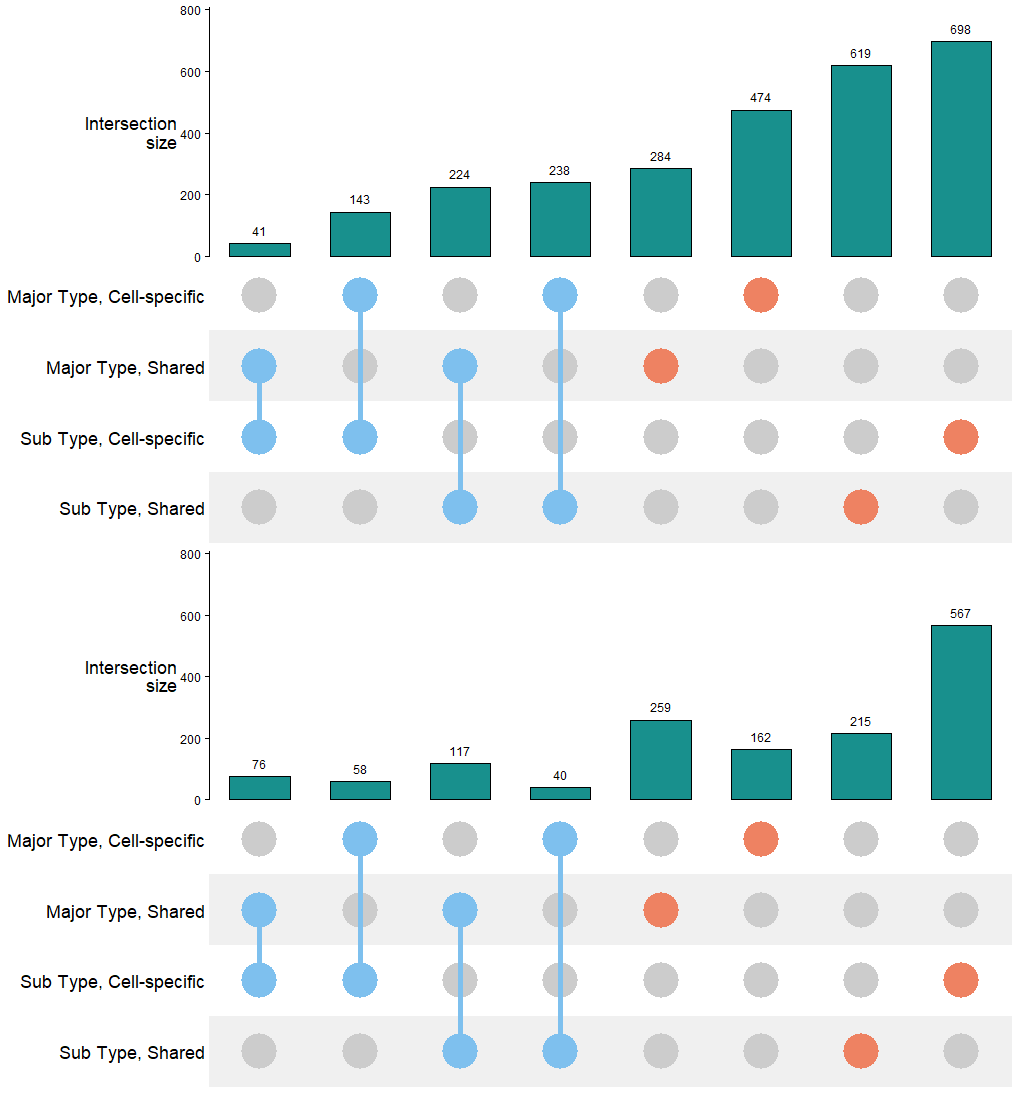 800
698
619
600
474
Intersection
size
400
284
238
224
200
143
41
0
Major Type, Cell-specific
Major Type, Shared
Sub Type, Cell-specific
Sub Type, Shared
800
567
600
Intersection
size
400
259
215
200
162
117
76
58
40
0
Major Type, Cell-specific
Major Type, Shared
Sub Type, Cell-specific
Sub Type, Shared